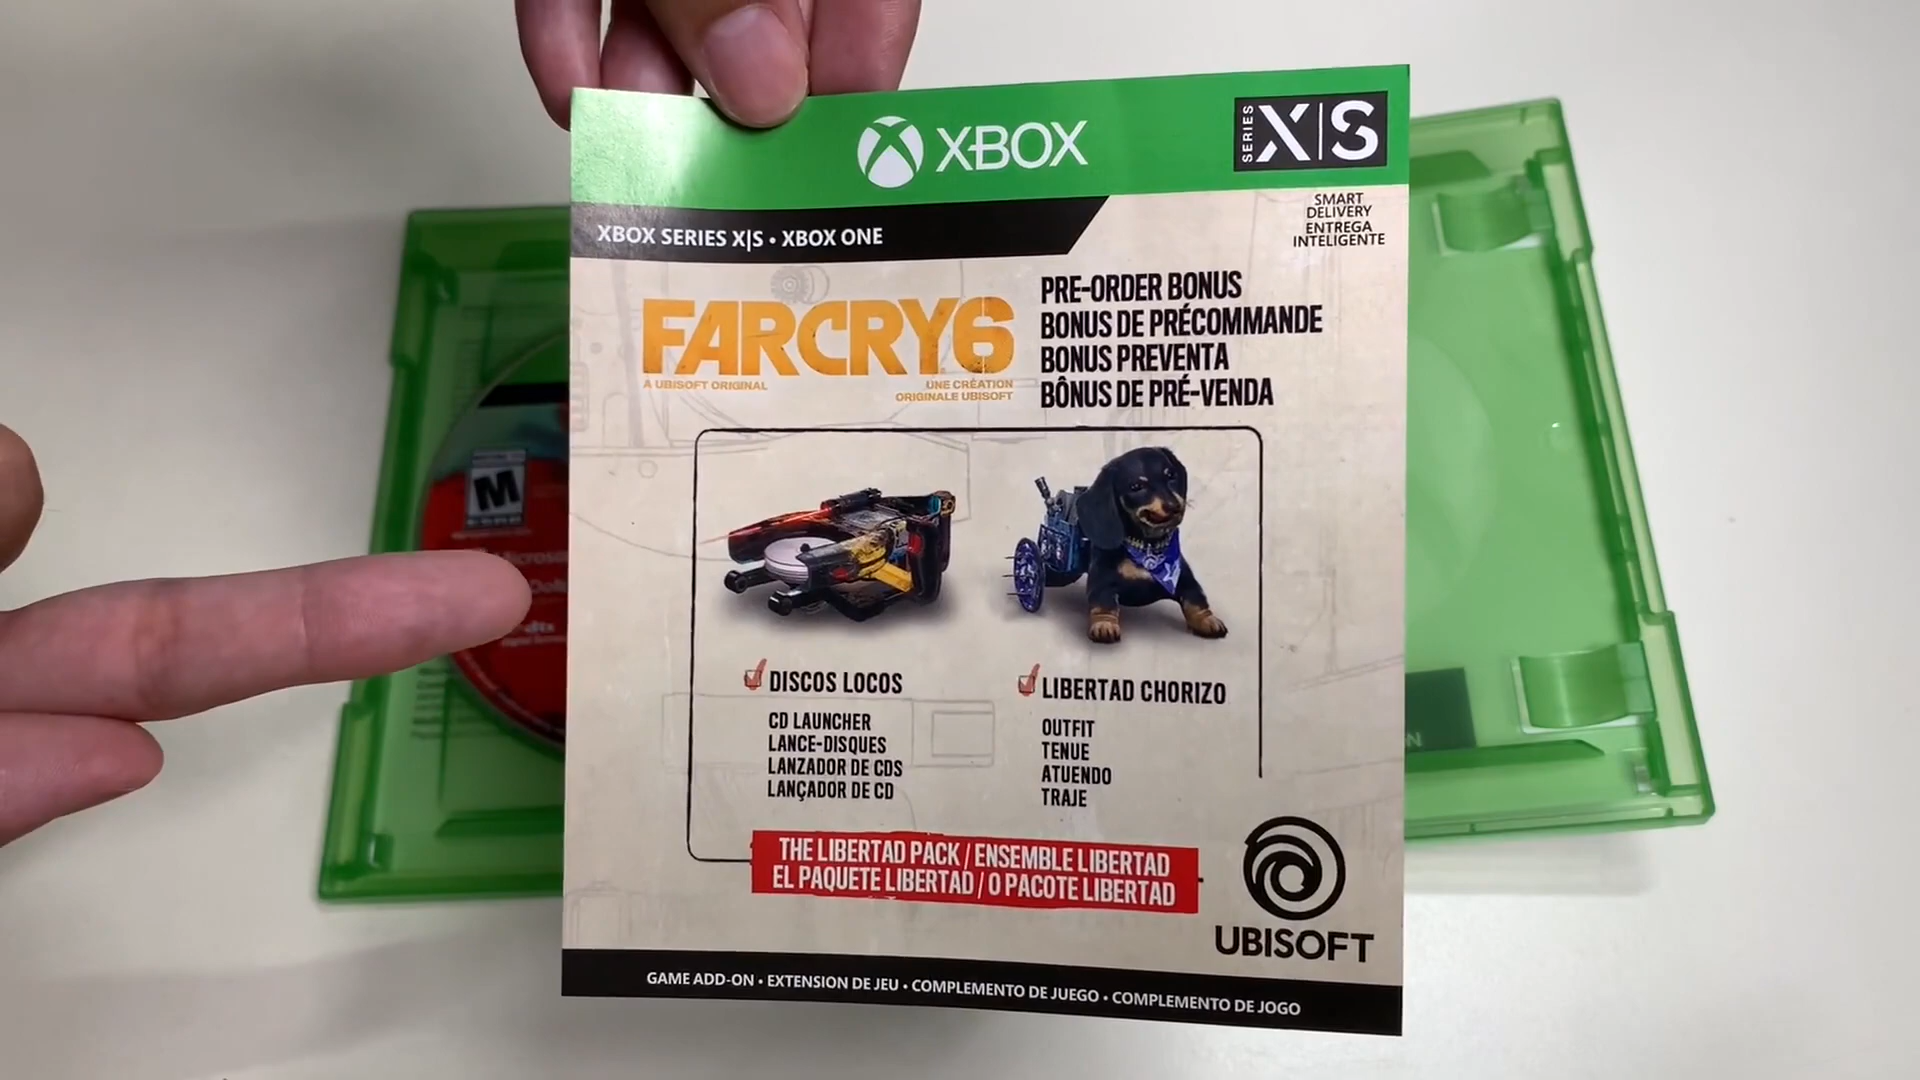 XBOX
SERIES X|S
SMART
DELIVERY
ENTREGA
INTELIGENTE
XBOX SERIES X|S • XBOX ONE
FARCRY6
A UBISOFT ORIGINAL
UNE CRÉATION
ORIGINALE UBISOFT
PRE-ORDER BONUS
BONUS DE PRÉCOMMANDE
BONUS PREVENTA
BÔNUS DE PRÉ-VENDA
M
DISCOS LOCOS
CD LAUNCHER
LANCE-DISQUES
LANZADOR DE CDS
LANÇADOR DE CD
LIBERTAD CHORIZO
OUTFIT
TENUE
ATUENDO
TRAJE
THE LIBERTAD PACK / ENSEMBLE LIBERTAD
EL PAQUETE LIBERTAD / O PACOTE LIBERTAD
UBISOFT
GAME ADD-ON • EXTENSION DE JEU • COMPLEMENTO DE JUEGO • COMPLEMENTO DE JOGO